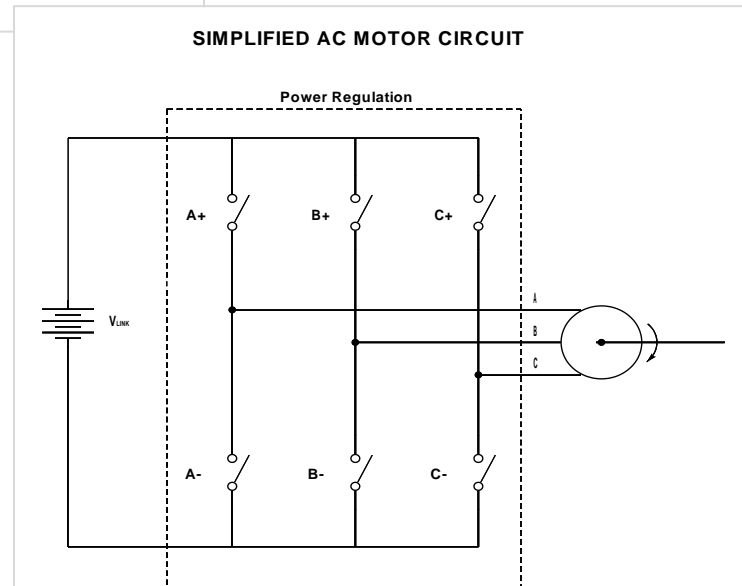 SIMPLIFIED AC MOTOR CIRCUIT
Power Regulation
A+ B+ C+
A
VLINK
B
C
A- B- C-